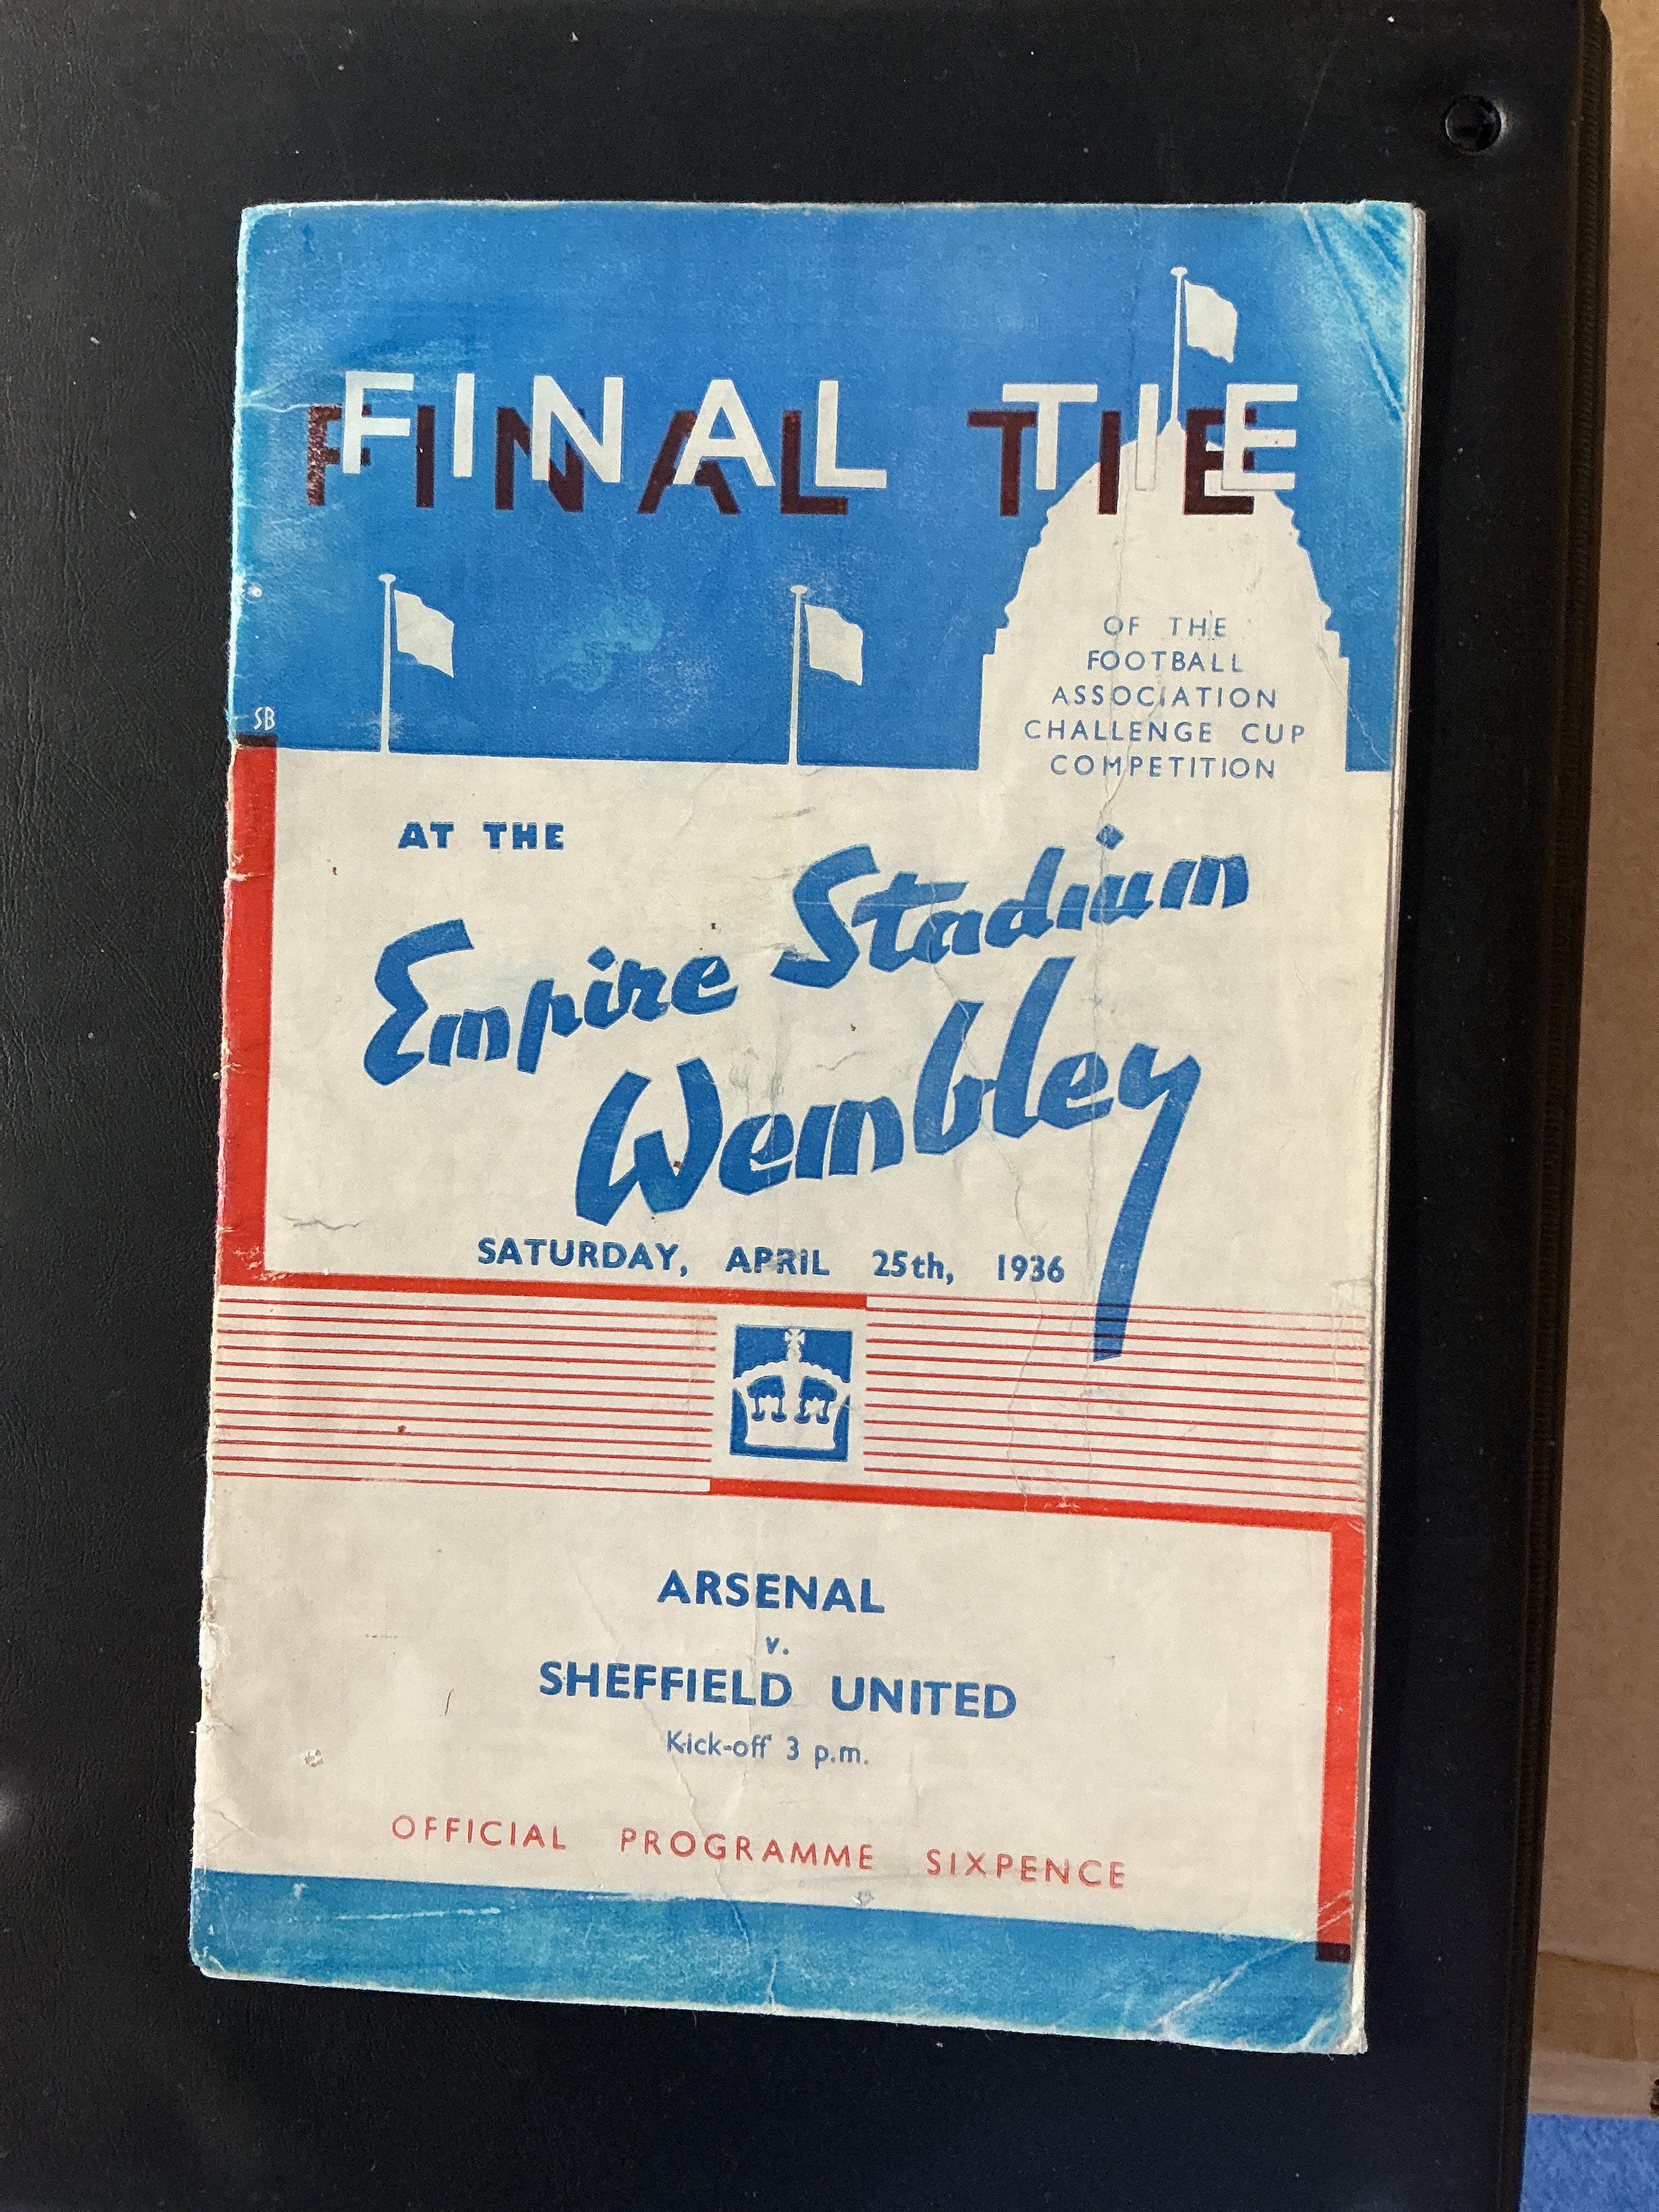 FINAL TIE
OF THE
FOOTBALL
ASSOCIATION
CHALLENGE CUP
COMPETITION
SB
AT THE
Empire Stadium
Wembley
SATURDAY, APRIL 25th, 1936
ARSENAL
v.
SHEFFIELD UNITED
Kick-off 3 p.m.
OFFICIAL PROGRAMME SIXPENCE